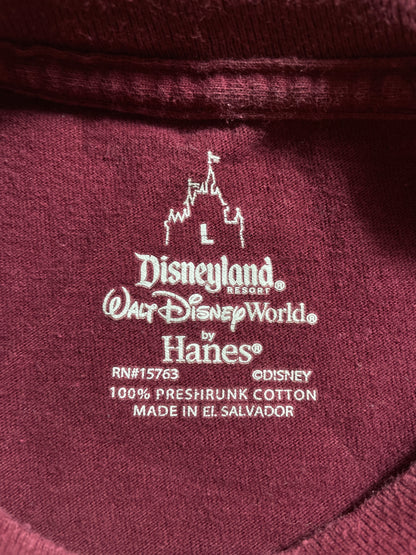 L
Disneyland®
RESORT
WALT DISNEY World®
by
Hanes®
RN#15763 ©DISNEY
100% PRESHRUNK COTTON
MADE IN EL SALVADOR